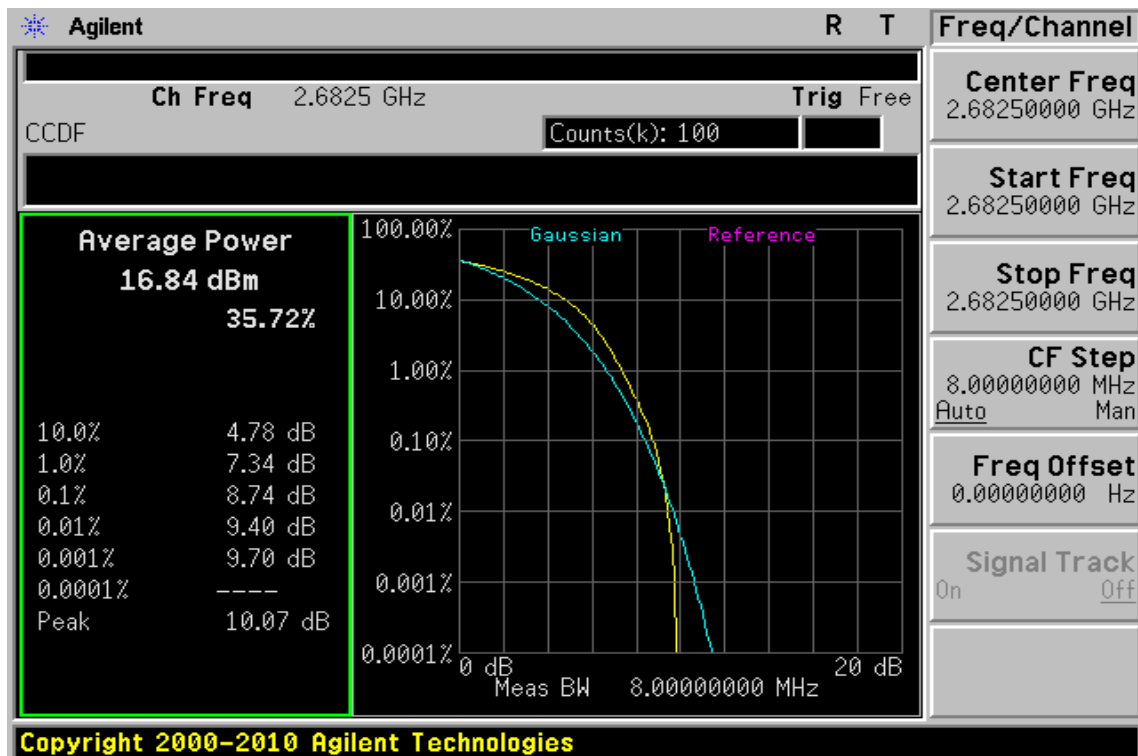 Agilent R T
Ch Freq 2.6825 GHz Trig Free
CCDF Counts(k): 100
Average Power
16.84 dBm
35.72%
10.0% 4.78 dB
1.0% 7.34 dB
0.1% 8.74 dB
0.01% 9.40 dB
0.001% 9.70 dB
0.0001% ----
Peak 10.07 dB
Gaussian Reference
100.00%
10.00%
1.00%
0.10%
0.01%
0.001%
0.0001%
0 dB 20 dB
Meas BW 8.00000000 MHz
Freq/Channel
Center Freq
2.68250000 GHz
Start Freq
2.68250000 GHz
Stop Freq
2.68250000 GHz
CF Step
8.00000000 MHz
Auto Man
Freq Offset
0.00000000 Hz
Signal Track
On Off
Copyright 2000-2010 Agilent Technologies